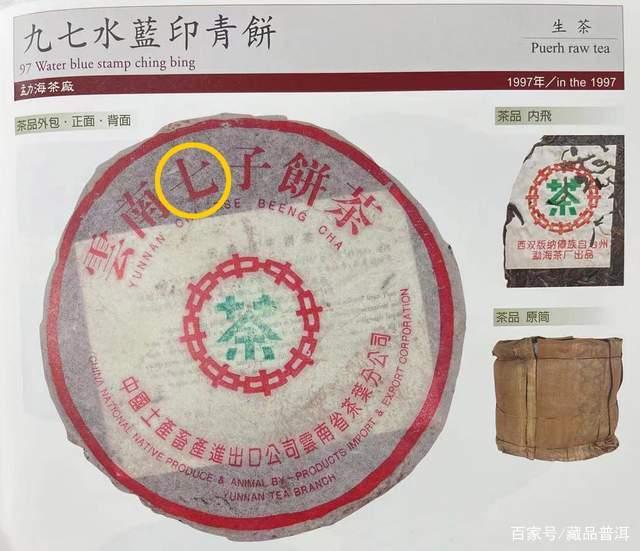 九七水藍印青餅
97 Water blue stamp ching bing
生茶
Puerh raw tea
勐海茶廠
1997年/in the 1997
茶品外包·正面·背面
雲南七子餅茶
YUNNAN CHINESE BEENG CHA
茶
中國土產畜產進出口公司雲南省茶葉分公司
CHINA NATIONAL NATIVE PRODUCE & ANIMAL BY-PRODUCTS IMPORT & EXPORT CORPORATION
YUNNAN TEA BRANCH
茶品 內飛
茶
西双版纳傣族自治州
勐海茶厂出品
茶品 原筒
百家号/藏品普洱